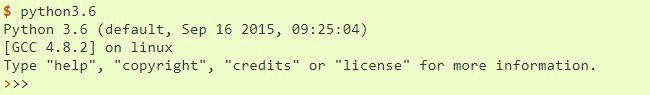 $ python3.6
Python 3.6 (default, Sep 16 2015, 09:25:04)
[GCC 4.8.2] on linux
Type "help", "copyright", "credits" or "license" for more information.
>>>